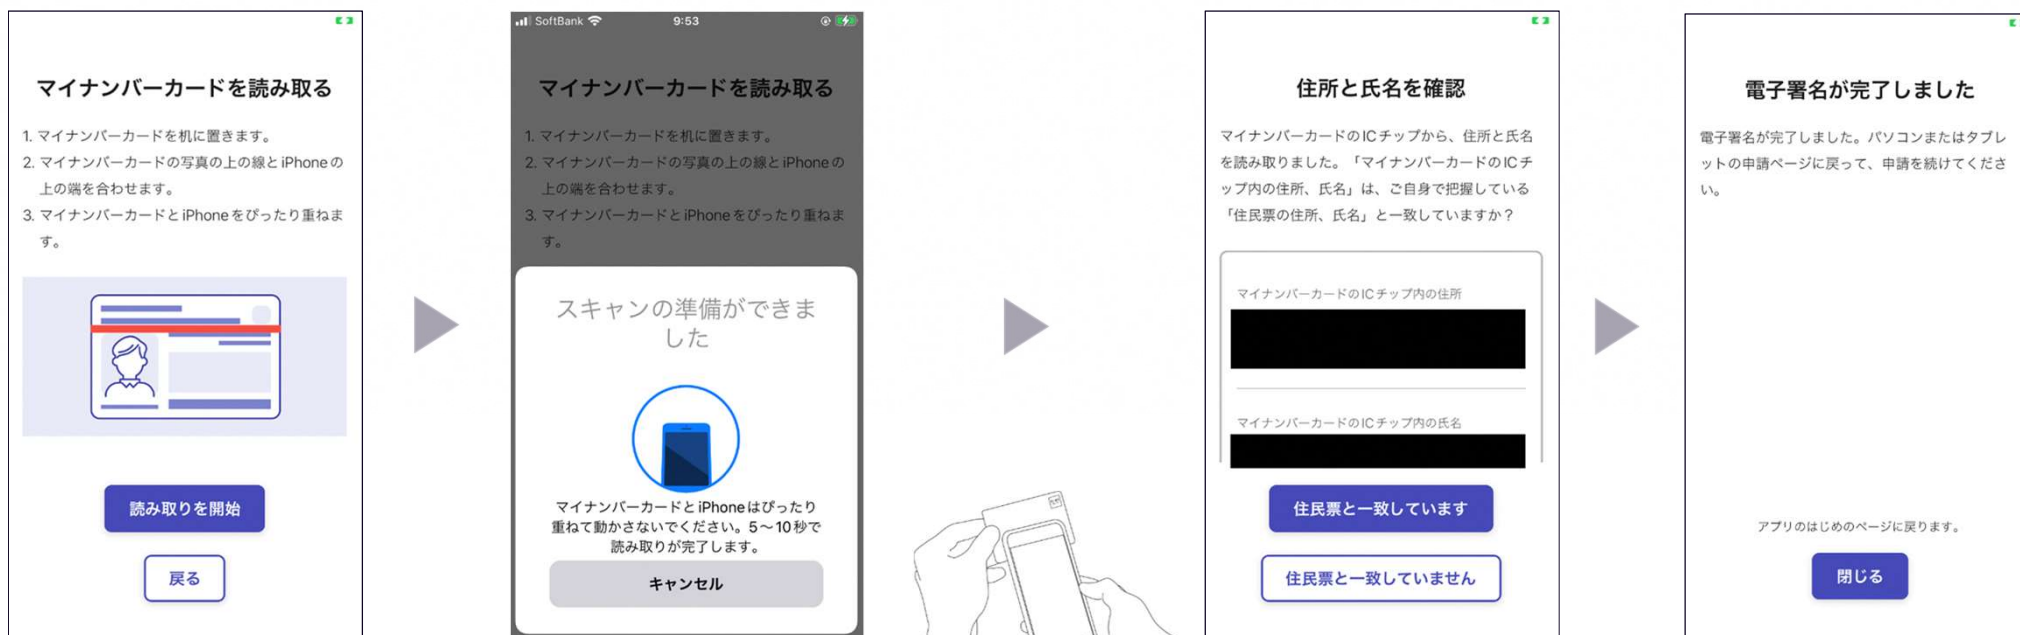 マイナンバーカードを読み取る
1. マイナンバーカードを机に置きます。
2. マイナンバーカードの写真の上の線とiPhoneの
上の端を合わせます。
3. マイナンバーカードとiPhoneをぴったり重ねま
す。
読み取りを開始
戻る
SoftBank
9:53
マイナンバーカードを読み取る
1. マイナンバーカードを机に置きます。
2. マイナンバーカードの写真の上の線とiPhoneの
上の端を合わせます。
3. マイナンバーカードとiPhoneをぴったり重ねま
す。
スキャンの準備ができま
した
マイナンバーカードとiPhoneはぴったり
重ねて動かさないでください。5〜10秒で
読み取りが完了します。
キャンセル
住所と氏名を確認
マイナンバーカードのICチップから、住所と氏名
を読み取りました。「マイナンバーカードのICチ
ップ内の住所、氏名」は、ご自身で把握している
「住民票の住所、氏名」と一致していますか？
マイナンバーカードのICチップ内の住所
マイナンバーカードのICチップ内の氏名
住民票と一致しています
住民票と一致していません
電子署名が完了しました
電子署名が完了しました。パソコンまたはタブレ
ットの申請ページに戻って、申請を続けてくださ
い。
アプリのはじめのページに戻ります。
閉じる